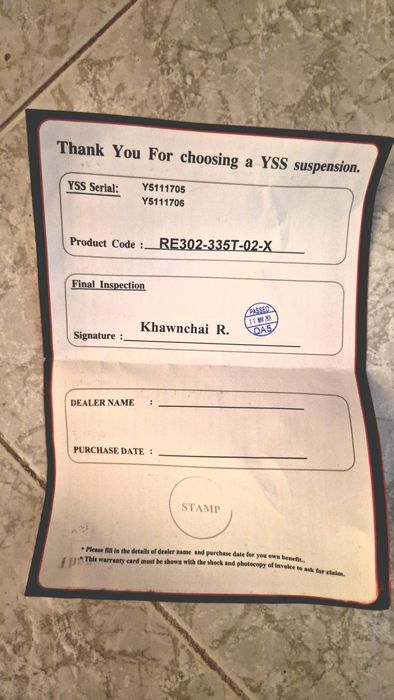 Thank You For choosing a YSS suspension.
YSS Serial: Y5111705
Y5111706
Product Code : RE302-335T-02-X
Final Inspection
Signature : Khawnchai R.
PASSED
QA5
DEALER NAME :
PURCHASE DATE :
STAMP
* Please fill in the details of dealer name and purchase date for you own benefit..
* This warranty card must be shown with the shock and photocopy of invoice to ask for claim.